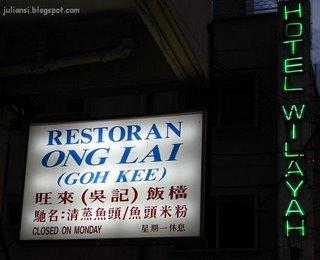 juliansi.blogspot.com
RESTORAN
ONG LAI
(GOH KEE)
旺來(吳記)飯檔
馳名:清蒸魚頭/魚頭米粉
CLOSED ON MONDAY 星期一休息
HOTEL WILAYAH